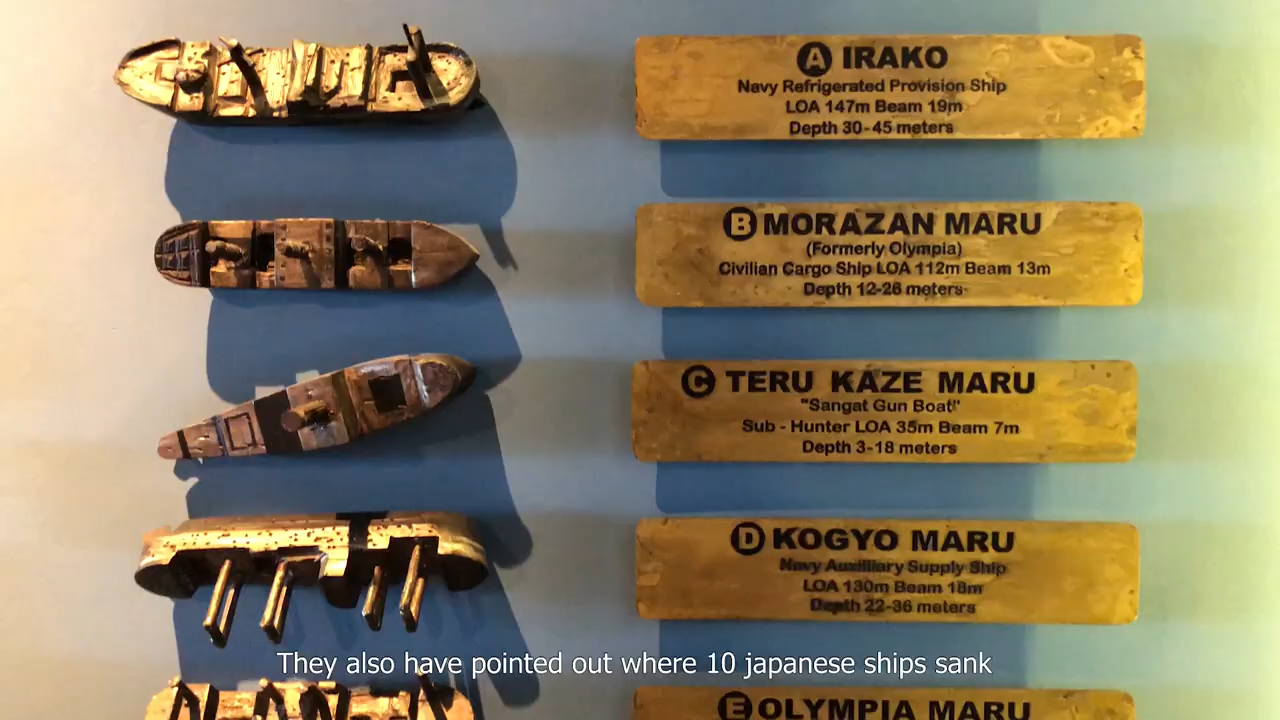 A IRAKO
Navy Refrigerated Provision Ship
LOA 147m Beam 19m
Depth 30-45 meters
B MORAZAN MARU
(Formerly Olympia)
Civilian Cargo Ship LOA 112m Beam 13m
Depth 12-26 meters
C TERU KAZE MARU
"Sangat Gun Boat"
Sub - Hunter LOA 35m Beam 7m
Depth 3-18 meters
D KOGYO MARU
Navy Auxilliary Supply Ship
LOA 130m Beam 18m
Depth 22-36 meters
They also have pointed out where 10 japanese ships sank
E OLYMPIA MARU